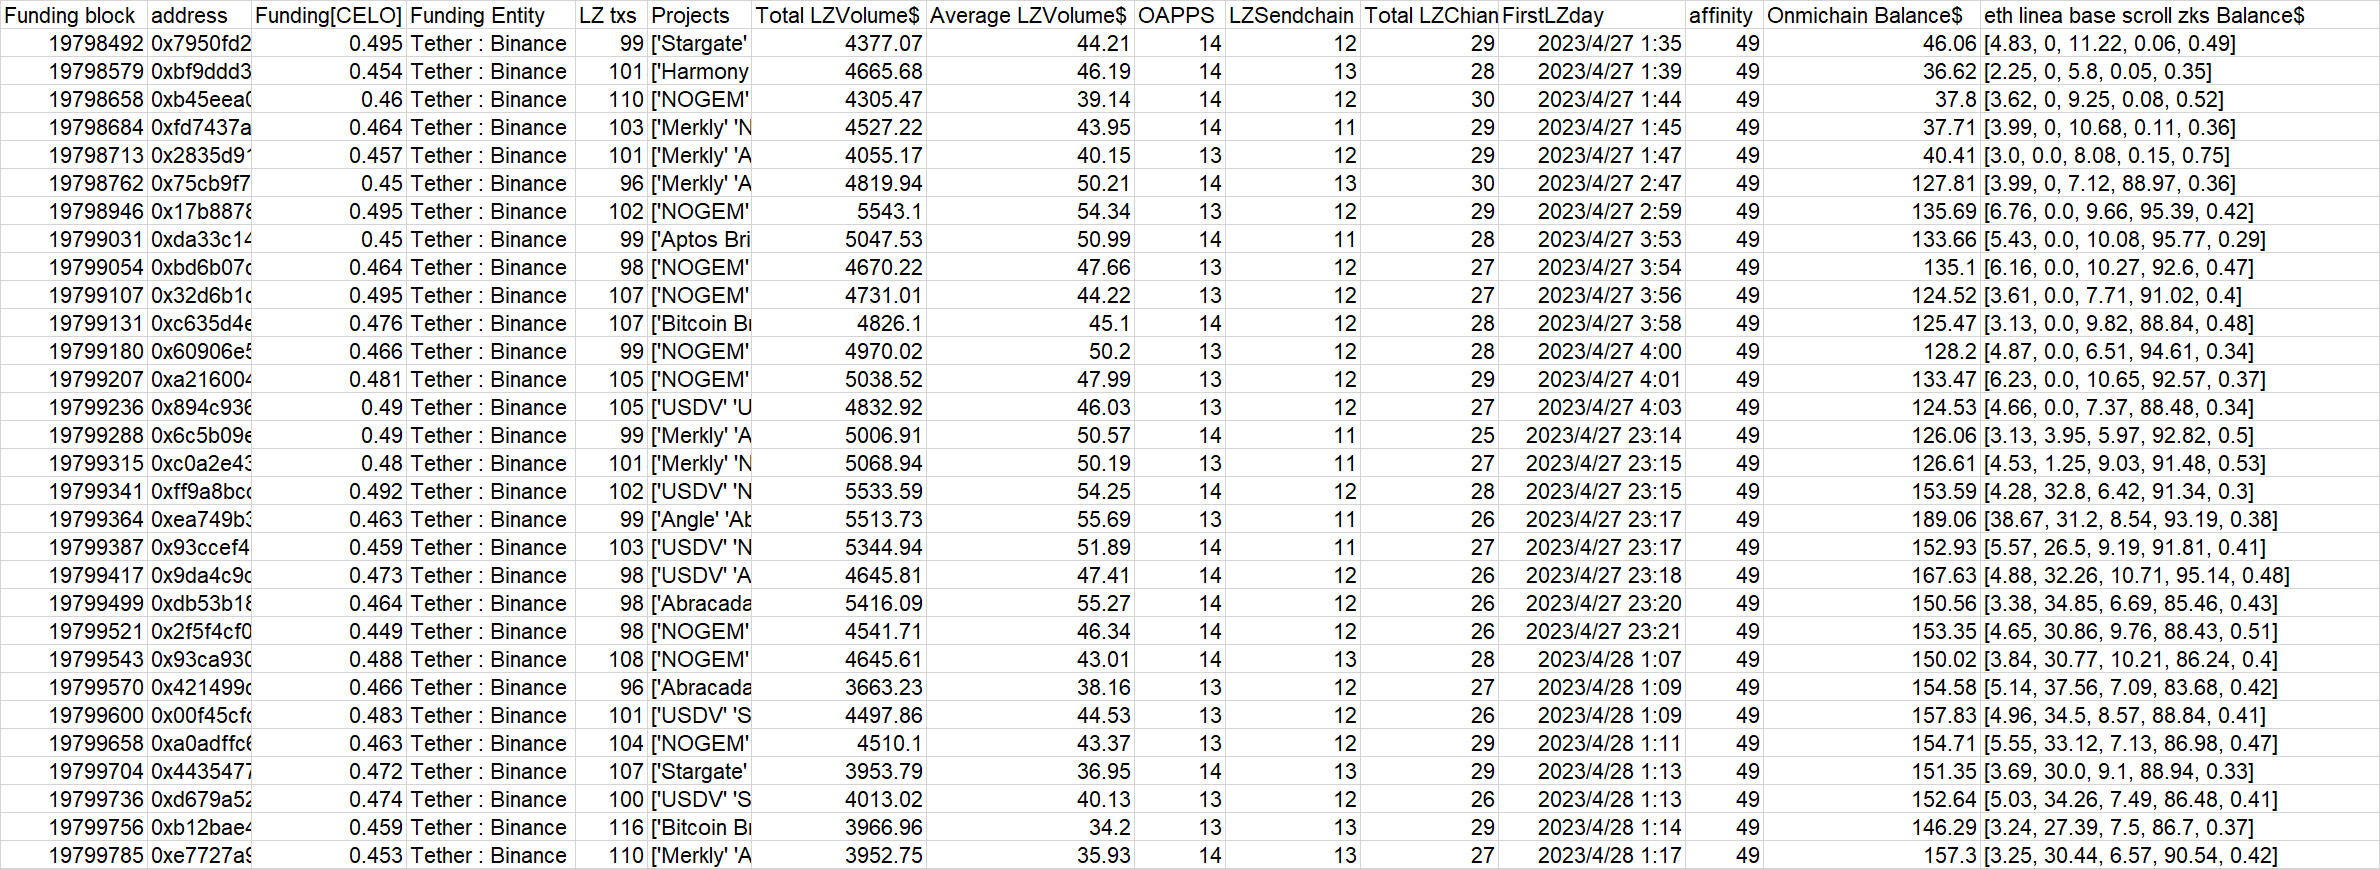 Funding block address Funding[CELO] Funding Entity LZ txs Projects Total LZVolume$ Average LZVolume$ OAPPS LZSendchain Total LZChian FirstLZday affinity Onmichain Balance$ eth linea base scroll zks Balance$
19798492 0x7950fd2 0.495 Tether : Binance 99 ['Stargate' 4377.07 44.21 14 12 29 2023/4/27 1:35 49 46.06 [4.83, 0, 11.22, 0.06, 0.49]
19798579 0xbf9ddd3 0.454 Tether : Binance 101 ['Harmony 4665.68 46.19 14 13 28 2023/4/27 1:39 49 36.62 [2.25, 0, 5.8, 0.05, 0.35]
19798658 0xb45eea0 0.46 Tether : Binance 110 ['NOGEM' 4305.47 39.14 14 12 30 2023/4/27 1:44 49 37.8 [3.62, 0, 9.25, 0.08, 0.52]
19798684 0xfd7437a 0.464 Tether : Binance 103 ['Merkly' 'N 4527.22 43.95 14 11 29 2023/4/27 1:45 49 37.71 [3.99, 0, 10.68, 0.11, 0.36]
19798713 0x2835d91 0.457 Tether : Binance 101 ['Merkly' 'A 4055.17 40.15 13 12 29 2023/4/27 1:47 49 40.41 [3.0, 0.0, 8.08, 0.15, 0.75]
19798762 0x75cb9f7 0.45 Tether : Binance 96 ['Merkly' 'A 4819.94 50.21 14 13 30 2023/4/27 2:47 49 127.81 [3.99, 0, 7.12, 88.97, 0.36]
19798946 0x17b8878 0.495 Tether : Binance 102 ['NOGEM' 5543.1 54.34 13 12 29 2023/4/27 2:59 49 135.69 [6.76, 0.0, 9.66, 95.39, 0.42]
19799031 0xda33c14 0.45 Tether : Binance 99 ['Aptos Bri 5047.53 50.99 14 11 28 2023/4/27 3:53 49 133.66 [5.43, 0.0, 10.08, 95.77, 0.29]
19799054 0xbd6b07c 0.464 Tether : Binance 98 ['NOGEM' 4670.22 47.66 13 12 27 2023/4/27 3:54 49 135.1 [6.16, 0.0, 10.27, 92.6, 0.47]
19799107 0x32d6b1c 0.495 Tether : Binance 107 ['NOGEM' 4731.01 44.22 13 12 27 2023/4/27 3:56 49 124.52 [3.61, 0.0, 7.71, 91.02, 0.4]
19799131 0xc635d4e 0.476 Tether : Binance 107 ['Bitcoin Br 4826.1 45.1 14 12 28 2023/4/27 3:58 49 125.47 [3.13, 0.0, 9.82, 88.84, 0.48]
19799180 0x60906e5 0.466 Tether : Binance 99 ['NOGEM' 4970.02 50.2 13 12 28 2023/4/27 4:00 49 128.2 [4.87, 0.0, 6.51, 94.61, 0.34]
19799207 0xa216004 0.481 Tether : Binance 105 ['NOGEM' 5038.52 47.99 13 12 29 2023/4/27 4:01 49 133.47 [6.23, 0.0, 10.65, 92.57, 0.37]
19799236 0x894c936 0.49 Tether : Binance 105 ['USDV' 'U 4832.92 46.03 13 12 27 2023/4/27 4:03 49 124.53 [4.66, 0.0, 7.37, 88.48, 0.34]
19799288 0x6c5b09e 0.49 Tether : Binance 99 ['Merkly' 'A 5006.91 50.57 14 11 25 2023/4/27 23:14 49 126.06 [3.13, 3.95, 5.97, 92.82, 0.5]
19799315 0xc0a2e43 0.48 Tether : Binance 101 ['Merkly' 'N 5068.94 50.19 13 11 27 2023/4/27 23:15 49 126.61 [4.53, 1.25, 9.03, 91.48, 0.53]
19799341 0xff9a8bcc 0.492 Tether : Binance 102 ['USDV' 'N 5533.59 54.25 14 12 28 2023/4/27 23:15 49 153.59 [4.28, 32.8, 6.42, 91.34, 0.3]
19799364 0xea749b3 0.463 Tether : Binance 99 ['Angle' 'Ab 5513.73 55.69 13 11 26 2023/4/27 23:17 49 189.06 [38.67, 31.2, 8.54, 93.19, 0.38]
19799387 0x93ccef4 0.459 Tether : Binance 103 ['USDV' 'N 5344.94 51.89 14 11 27 2023/4/27 23:17 49 152.93 [5.57, 26.5, 9.19, 91.81, 0.41]
19799417 0x9da4c9c 0.473 Tether : Binance 98 ['USDV' 'A 4645.81 47.41 14 12 26 2023/4/27 23:18 49 167.63 [4.88, 32.26, 10.71, 95.14, 0.48]
19799499 0xdb53b18 0.464 Tether : Binance 98 ['Abracada 5416.09 55.27 14 12 26 2023/4/27 23:20 49 150.56 [3.38, 34.85, 6.69, 85.46, 0.43]
19799521 0x2f5f4cf0 0.449 Tether : Binance 98 ['NOGEM' 4541.71 46.34 14 12 26 2023/4/27 23:21 49 153.35 [4.65, 30.86, 9.76, 88.43, 0.51]
19799543 0x93ca930 0.488 Tether : Binance 108 ['NOGEM' 4645.61 43.01 14 13 28 2023/4/28 1:07 49 150.02 [3.84, 30.77, 10.21, 86.24, 0.4]
19799570 0x421499c 0.466 Tether : Binance 96 ['Abracada 3663.23 38.16 13 12 27 2023/4/28 1:09 49 154.58 [5.14, 37.56, 7.09, 83.68, 0.42]
19799600 0x00f45cfc 0.483 Tether : Binance 101 ['USDV' 'S 4497.86 44.53 13 12 26 2023/4/28 1:09 49 157.83 [4.96, 34.5, 8.57, 88.84, 0.41]
19799658 0xa0adffc6 0.463 Tether : Binance 104 ['NOGEM' 4510.1 43.37 13 12 29 2023/4/28 1:11 49 154.71 [5.55, 33.12, 7.13, 86.98, 0.47]
19799704 0x4435477 0.472 Tether : Binance 107 ['Stargate' 3953.79 36.95 14 13 29 2023/4/28 1:13 49 151.35 [3.69, 30.0, 9.1, 88.94, 0.33]
19799736 0xd679a52 0.474 Tether : Binance 100 ['USDV' 'S 4013.02 40.13 13 12 26 2023/4/28 1:13 49 152.64 [5.03, 34.26, 7.49, 86.48, 0.41]
19799756 0xb12bae4 0.459 Tether : Binance 116 ['Bitcoin Br 3966.96 34.2 13 13 29 2023/4/28 1:14 49 146.29 [3.24, 27.39, 7.5, 86.7, 0.37]
19799785 0xe7727a9 0.453 Tether : Binance 110 ['Merkly' 'A 3952.75 35.93 14 13 27 2023/4/28 1:17 49 157.3 [3.25, 30.44, 6.57, 90.54, 0.42]